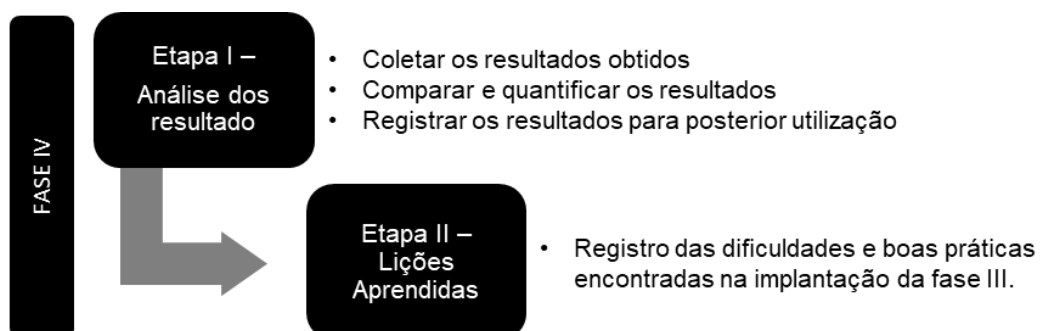 FASE IV
Etapa I –
Análise dos
resultado
• Coletar os resultados obtidos
• Comparar e quantificar os resultados
• Registrar os resultados para posterior utilização
Etapa II –
Lições
Aprendidas
• Registro das dificuldades e boas práticas
encontradas na implantação da fase III.